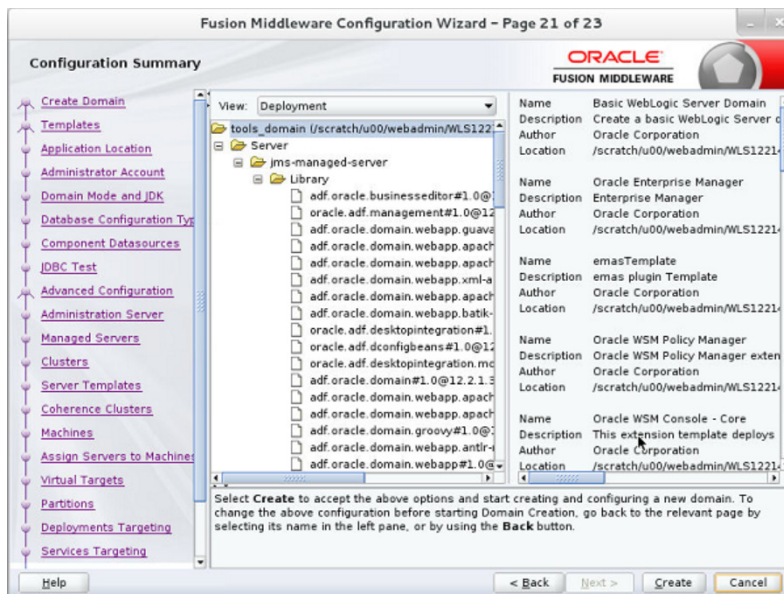 Fusion Middleware Configuration Wizard – Page 21 of 23
Configuration Summary
ORACLE
FUSION MIDDLEWARE
Create Domain
Templates
Application Location
Administrator Account
Domain Mode and JDK
Database Configuration Typ
Component Datasources
JDBC Test
Advanced Configuration
Administration Server
Managed Servers
Clusters
Server Templates
Coherence Clusters
Machines
Assign Servers to Machines
Virtual Targets
Partitions
Deployments Targeting
Services Targeting
View: Deployment
tools_domain (/scratch/u00/webadmin/WLS122
Server
jms-managed-server
Library
adf.oracle.businesseditor#1.0@
oracle.adf.management#1.0@12
adf.oracle.domain.webapp.guava
adf.oracle.domain.webapp.apach
adf.oracle.domain.webapp.xml-a
adf.oracle.domain.webapp.apach
adf.oracle.domain.webapp.batik-
oracle.adf.desktopintegration#1.
oracle.adf.dconfigbeans#1.0@12
oracle.adf.desktopintegration.mo
adf.oracle.domain#1.0@12.2.1.3
adf.oracle.domain.webapp.apach
adf.oracle.domain.webapp.apach
adf.oracle.domain.groovy#1.0@
adf.oracle.domain.webapp.antlr-
adf.oracle.domain.webapp#1.0@
Name Basic WebLogic Server Domain
Description Create a basic WebLogic Server d
Author Oracle Corporation
Location /scratch/u00/webadmin/WLS12214
Name Oracle Enterprise Manager
Description Enterprise Manager
Author Oracle Corporation
Location /scratch/u00/webadmin/WLS12214
Name emasTemplate
Description emas plugin Template
Author Oracle Corporation
Location /scratch/u00/webadmin/WLS12214
Name Oracle WSM Policy Manager
Description Oracle WSM Policy Manager exten
Author Oracle Corporation
Location /scratch/u00/webadmin/WLS12214
Name Oracle WSM Console - Core
Description This extension template deploys
Author Oracle Corporation
Location /scratch/u00/webadmin/WLS12214
Select Create to accept the above options and start creating and configuring a new domain. To
change the above configuration before starting Domain Creation, go back to the relevant page by
selecting its name in the left pane, or by using the Back button.
Help
< Back
Next >
Create
Cancel